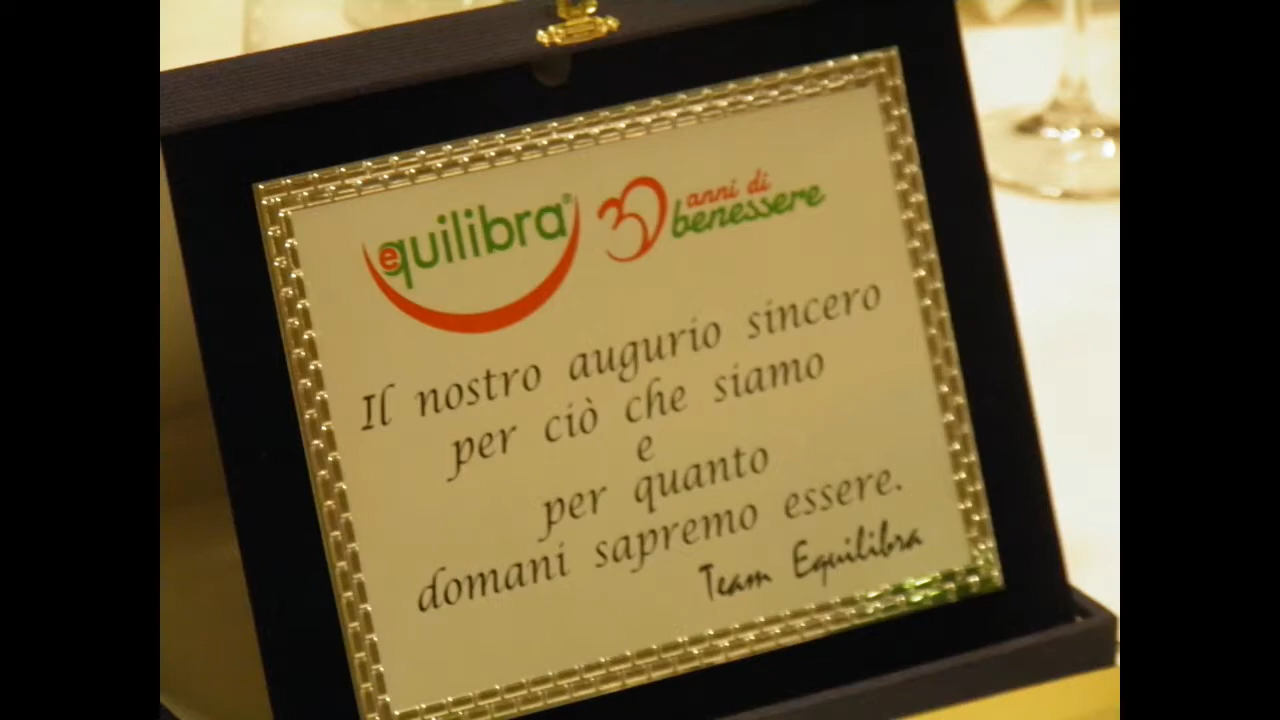 equilibra®
30 anni di benessere
Il nostro augurio sincero
per ciò che siamo
e
per quanto
domani sapremo essere.
Team Equilibra